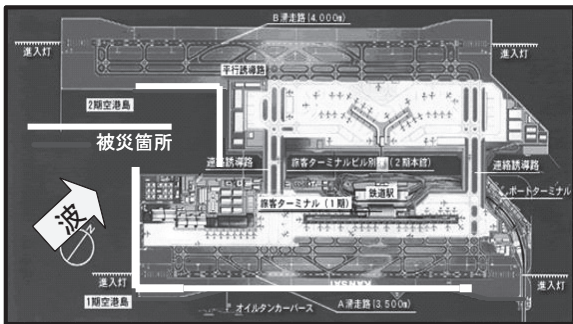 B滑走路(4,000m)
進入灯
進入灯
平行誘導路
2期空港島
被災箇所
連絡誘導路
旅客ターミナルビル別館(2期本館)
連絡誘導路
鉄道駅
ポートターミナル
旅客ターミナル(1期)
波
N
進入灯
KANSAI
進入灯
1期空港島
オイルタンカーバース
A滑走路(3,500m)